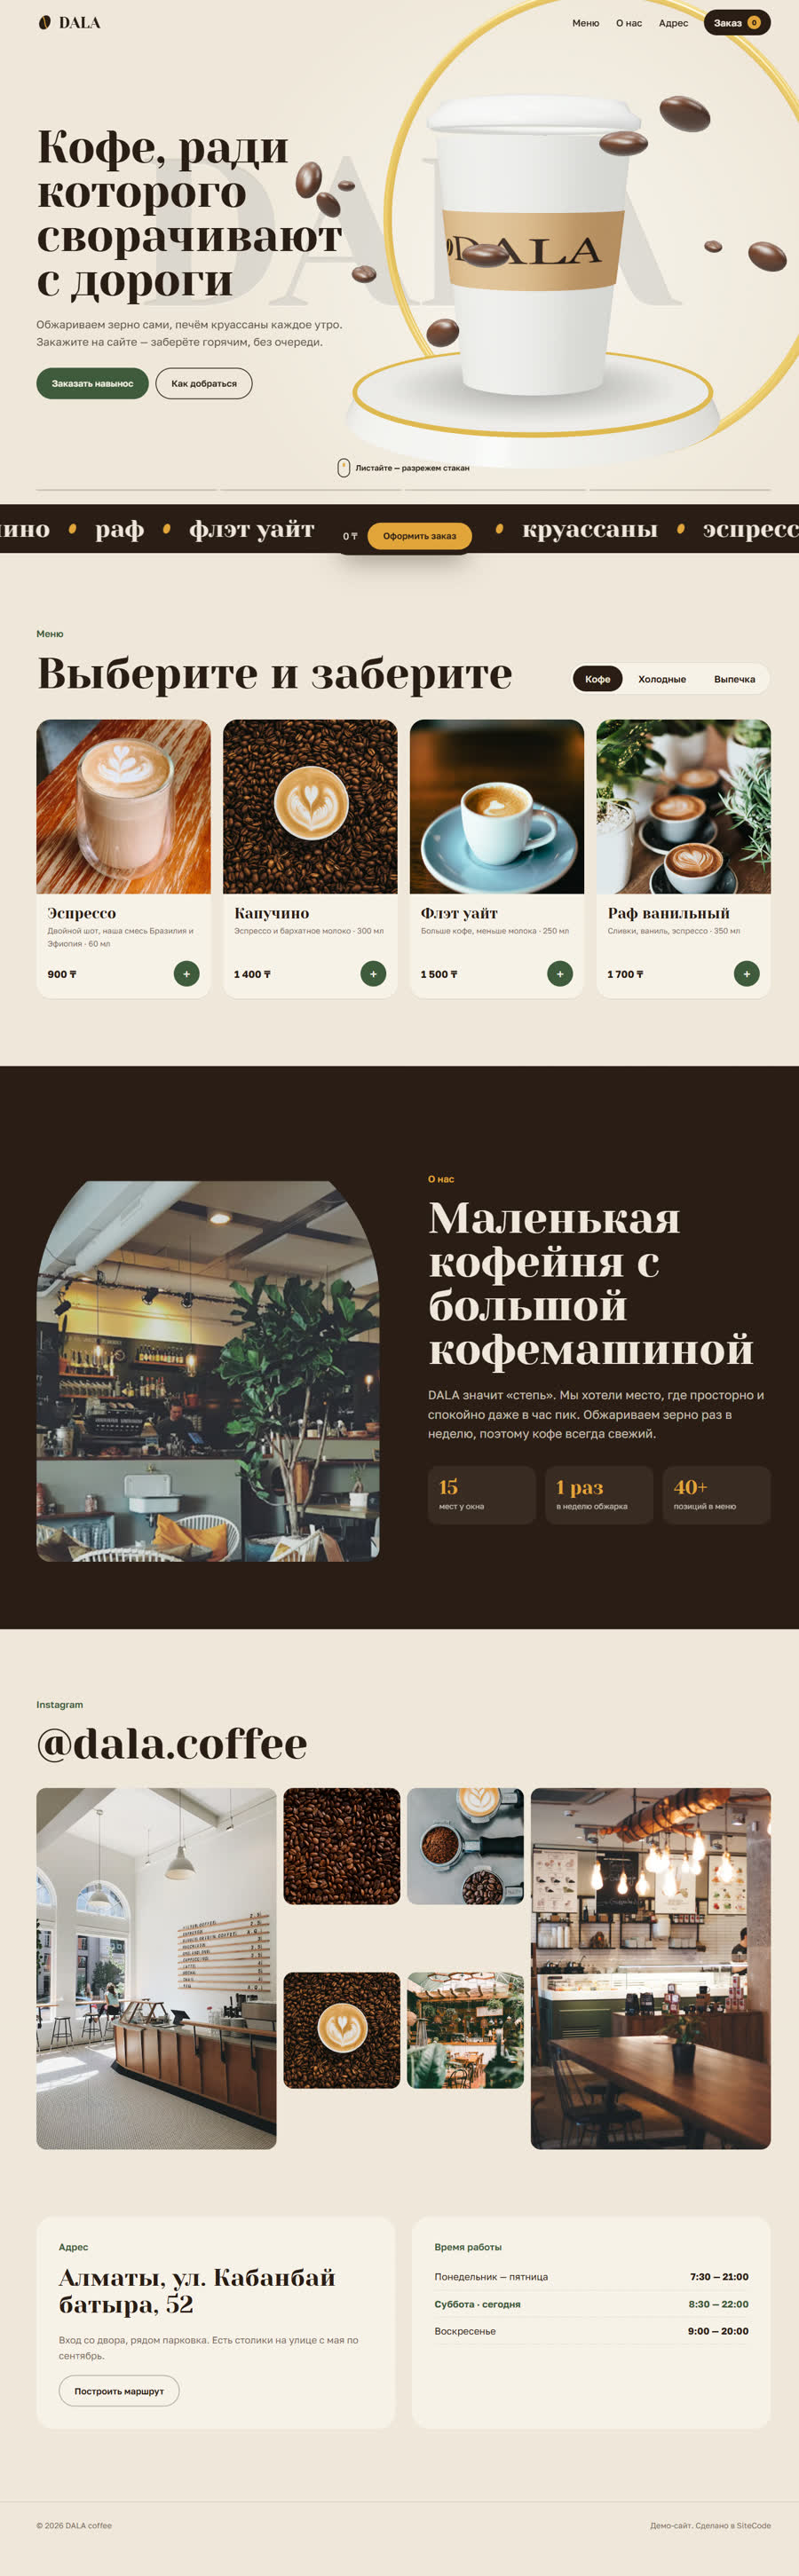 DALA
Меню
О нас
Адрес
Заказ 0
Кофе, ради
которого
сворачивают
с дороги
DALA
DALA
Обжариваем зерно сами, печём круассаны каждое утро.
Закажите на сайте — заберёте горячим, без очереди.
Заказать навынос
Как добраться
Листайте — разрежем стакан
раф
флэт уайт
0 ₸
Оформить заказ
круассаны
эспресс
Меню
Выберите и заберите
Кофе
Холодные
Выпечка
Эспрессо
Двойной шот, наша смесь Бразилия и
Эфиопия · 60 мл
900 ₸
+
Капучино
Эспрессо и бархатное молоко · 300 мл
1 400 ₸
+
Флэт уайт
Больше кофе, меньше молока · 250 мл
1 500 ₸
+
Раф ванильный
Сливки, ваниль, эспрессо · 350 мл
1 700 ₸
+
О нас
Маленькая
кофейня с
большой
кофемашиной
DALA значит «степь». Мы хотели место, где просторно и
спокойно даже в час пик. Обжариваем зерно раз в
неделю, поэтому кофе всегда свежий.
15
мест у окна
1 раз
в неделю обжарка
40+
позиций в меню
Instagram
@dala.coffee
Адрес
Алматы, ул. Кабанбай
батыра, 52
Вход со двора, рядом парковка. Есть столики на улице с мая по
сентябрь.
Построить маршрут
Время работы
Понедельник — пятница 7:30 — 21:00
Суббота · сегодня 8:30 — 22:00
Воскресенье 9:00 — 20:00
© 2026 DALA coffee
Демо-сайт. Сделано в SiteCode